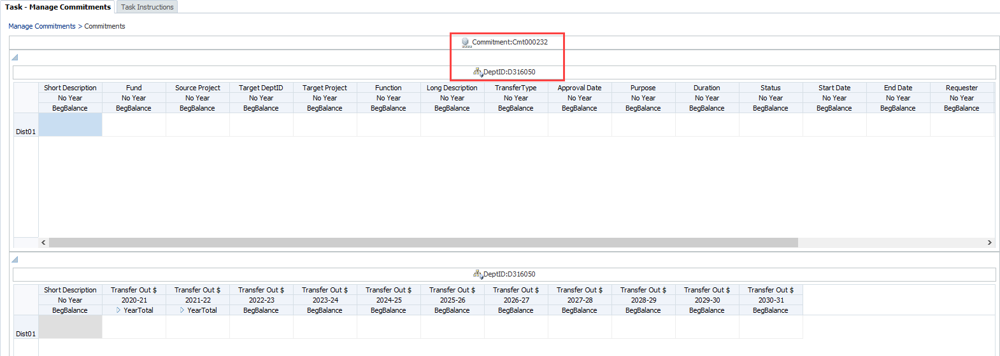 Task - Manage Commitments Task Instructions
Manage Commitments > Commitments
Commitment:Cmt000232
DeptID:D316050
Short Description Fund Source Project Target DeptID Target Project Function Long Description TransferType Approval Date Purpose Duration Status Start Date End Date Requester
No Year No Year No Year No Year No Year No Year No Year No Year No Year No Year No Year No Year No Year No Year No Year
BegBalance BegBalance BegBalance BegBalance BegBalance BegBalance BegBalance BegBalance BegBalance BegBalance BegBalance BegBalance BegBalance BegBalance BegBalance
Dist01
DeptID:D316050
Short Description Transfer Out $ Transfer Out $ Transfer Out $ Transfer Out $ Transfer Out $ Transfer Out $ Transfer Out $ Transfer Out $ Transfer Out $ Transfer Out $ Transfer Out $
No Year 2020-21 2021-22 2022-23 2023-24 2024-25 2025-26 2026-27 2027-28 2028-29 2029-30 2030-31
BegBalance YearTotal YearTotal BegBalance BegBalance BegBalance BegBalance BegBalance BegBalance BegBalance BegBalance BegBalance
Dist01